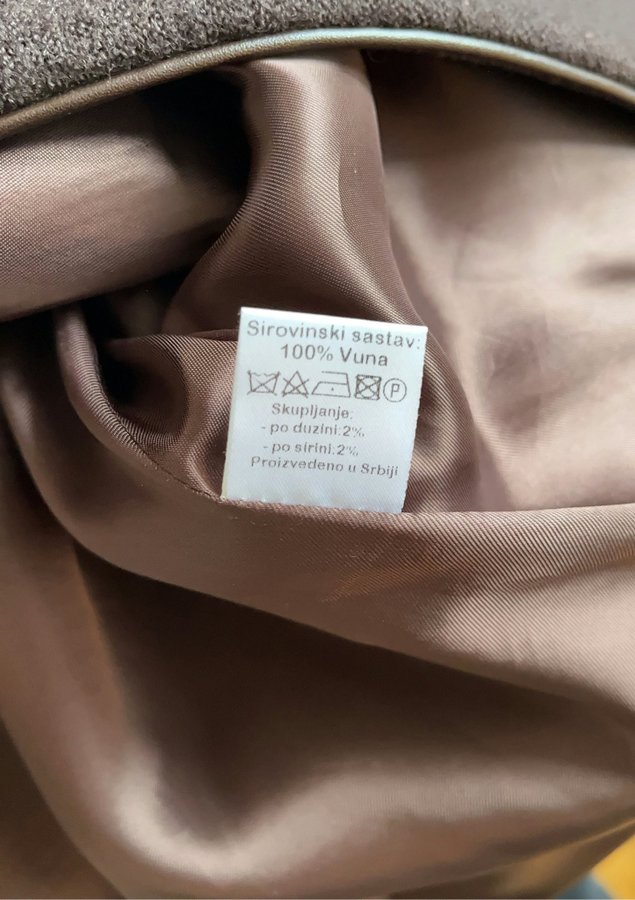 Sirovinski sastav:
100% Vuna
P
Skupljanje:
- po duzini:2%
- po sirini:2%
Proizvedeno u Srbiji